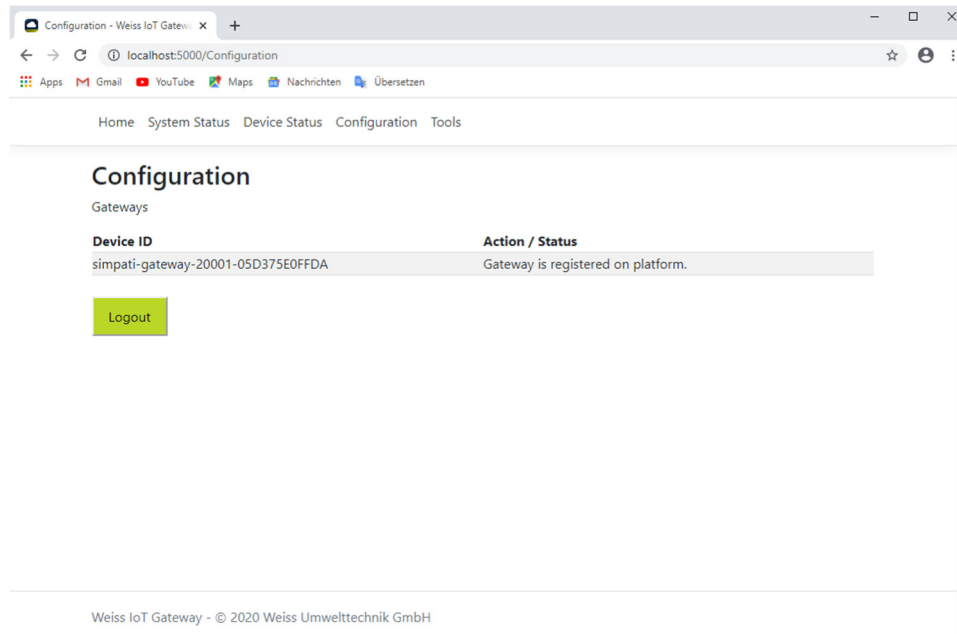 Configuration - Weiss IoT Gatew
localhost:5000/Configuration
Apps Gmail YouTube Maps Nachrichten Übersetzen
Home System Status Device Status Configuration Tools
Configuration
Gateways
Device ID Action / Status
simpati-gateway-20001-05D375E0FFDA Gateway is registered on platform.
Logout
Weiss IoT Gateway - © 2020 Weiss Umwelttechnik GmbH